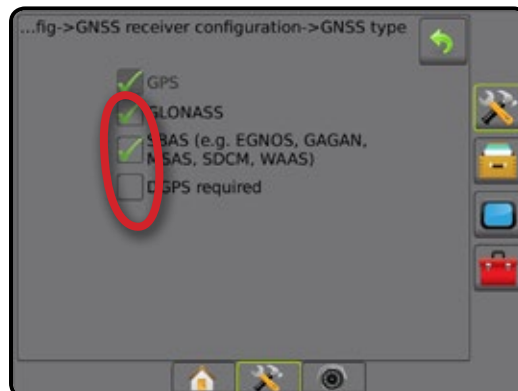 ...fig->GNSS receiver configuration->GNSS type
GPS
GLONASS
SBAS (e.g. EGNOS, GAGAN,
MSAS, SDCM, WAAS)
DGPS required